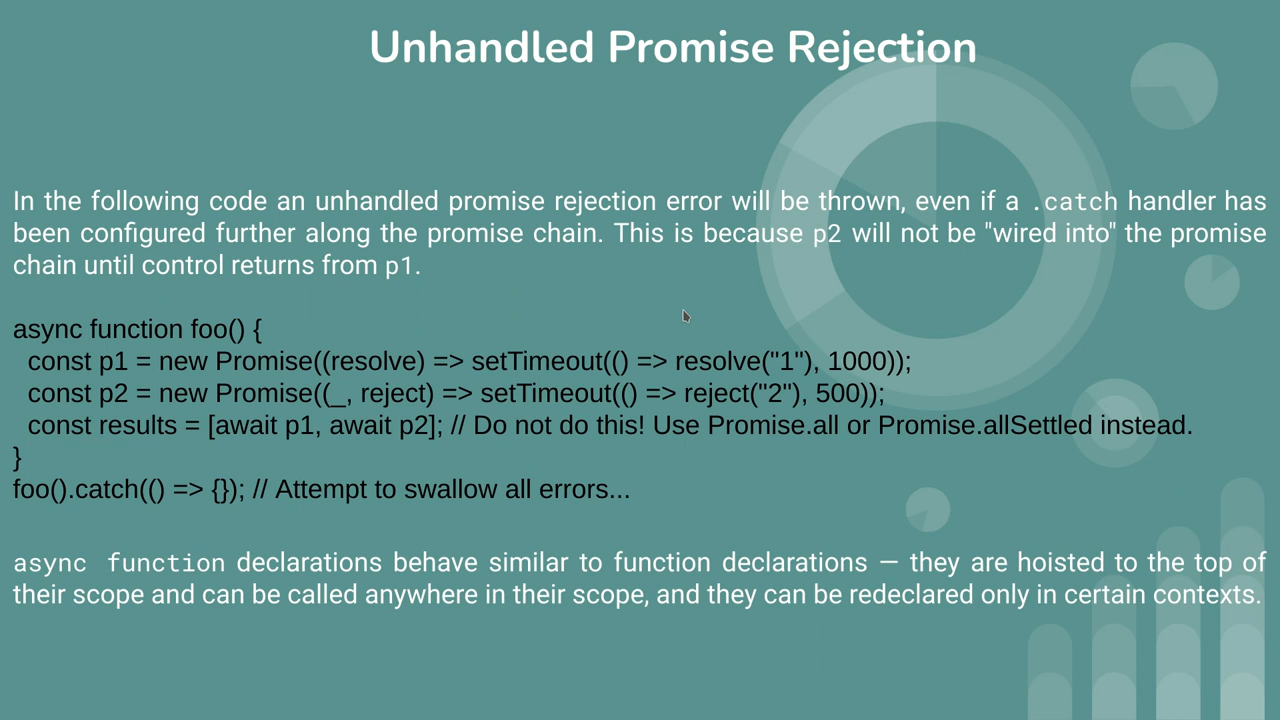 Unhandled Promise Rejection
In the following code an unhandled promise rejection error will be thrown, even if a .catch handler has
been configured further along the promise chain. This is because p2 will not be "wired into" the promise
chain until control returns from p1.
async function foo() {
  const p1 = new Promise((resolve) => setTimeout(() => resolve("1"), 1000));
  const p2 = new Promise((_, reject) => setTimeout(() => reject("2"), 500));
  const results = [await p1, await p2]; // Do not do this! Use Promise.all or Promise.allSettled instead.
}
foo().catch(() => {}); // Attempt to swallow all errors...
async function declarations behave similar to function declarations — they are hoisted to the top of
their scope and can be called anywhere in their scope, and they can be redeclared only in certain contexts.